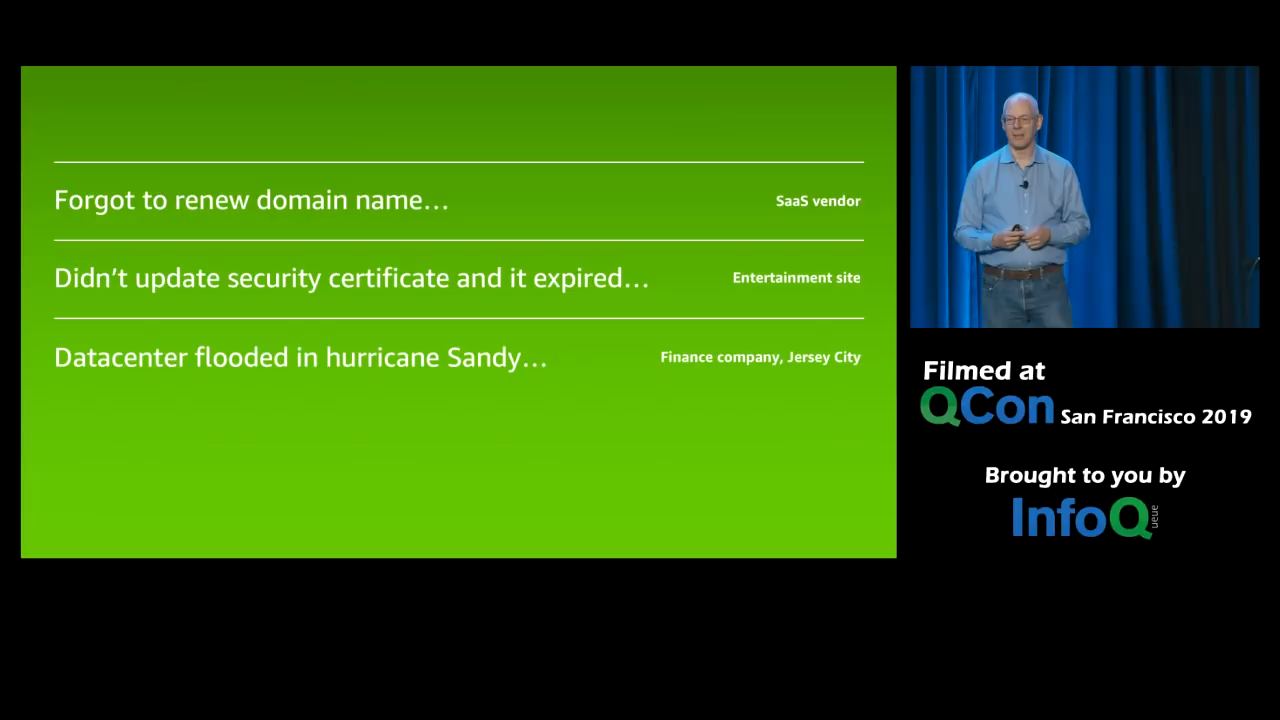 Forgot to renew domain name…
SaaS vendor
Didn’t update security certificate and it expired…
Entertainment site
Datacenter flooded in hurricane Sandy…
Finance company, Jersey City
Filmed at
QCon San Francisco 2019
Brought to you by
InfoQueue